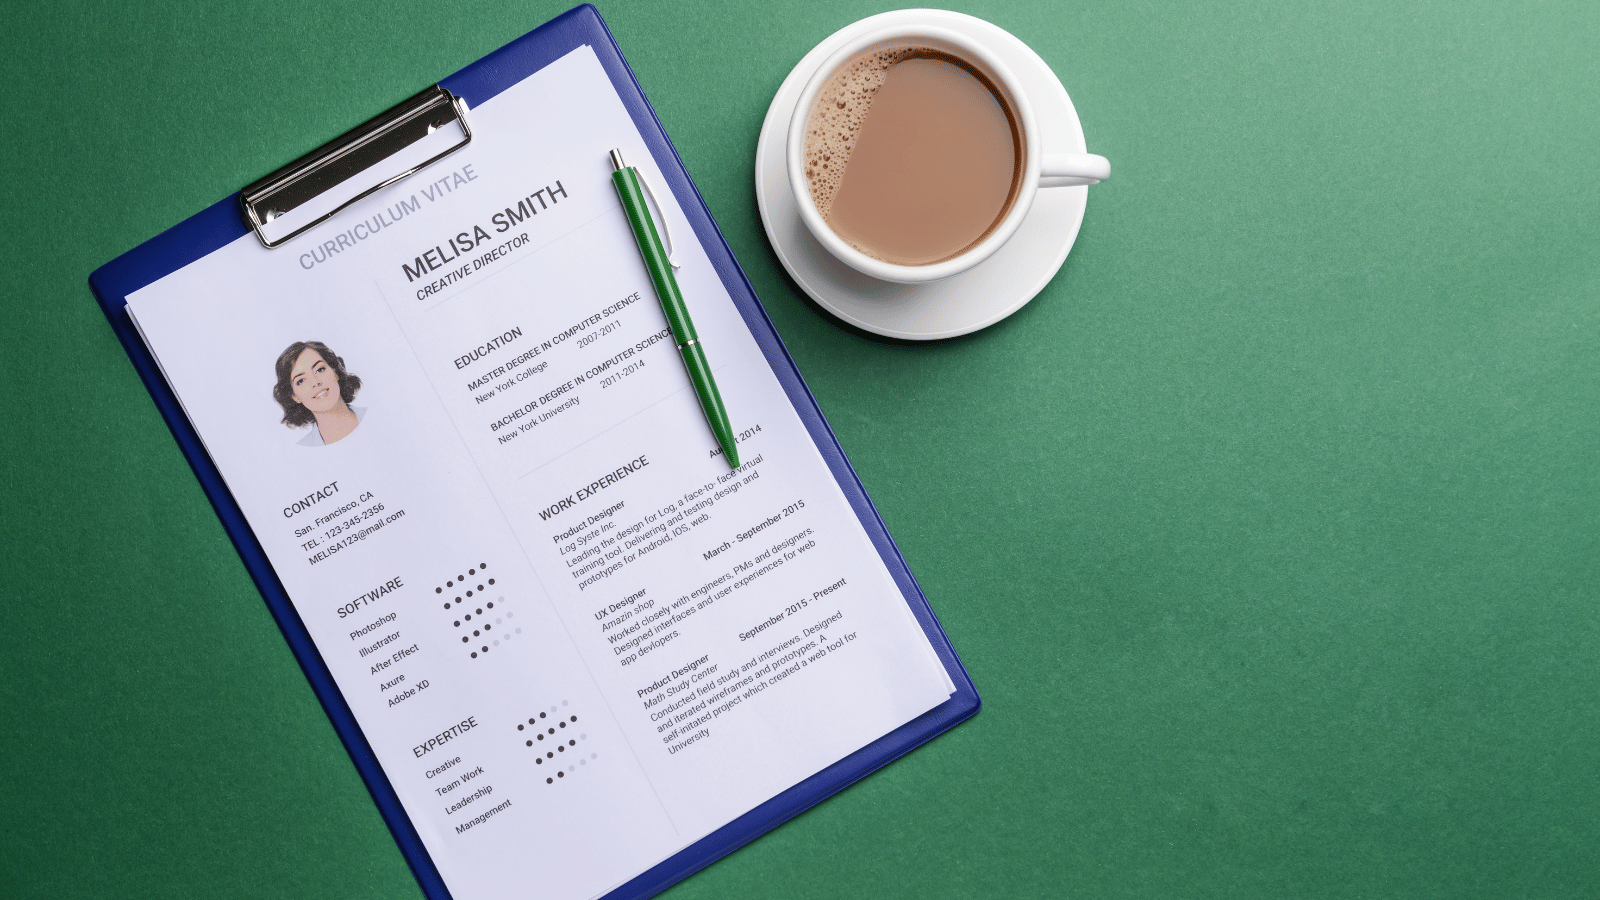 CURRICULUM VITAE
MELISA SMITH
CREATIVE DIRECTOR
CONTACT
San. Francisco, CA
TEL : 123-345-2356
MELISA123@mail.com
SOFTWARE
Photoshop
Illustrator
After Effect
Axure
Adobe XD
EXPERTISE
Creative
Team Work
Leadership
Management
EDUCATION
MASTER DEGREE IN COMPUTER SCIENCE
New York College 2007-2011
BACHELOR DEGREE IN COMPUTER SCIENCE
New York University 2011-2014
WORK EXPERIENCE
2014
Product Designer
Log Syste Inc.
Leading the design for Log, a face-to- face virtual
training tool. Delivering and testing design and
prototypes for Android, IOS, web.
March - September 2015
UX Designer
Amazin shop
Worked closely with engineers, PMs and designers.
Designed interfaces and user experiences for web
app devlopers.
September 2015 - Present
Product Designer
Math Study Center
Conducted field study and interviews. Designed
and iterated wireframes and prototypes. A
self-initated project which created a web tool for
University